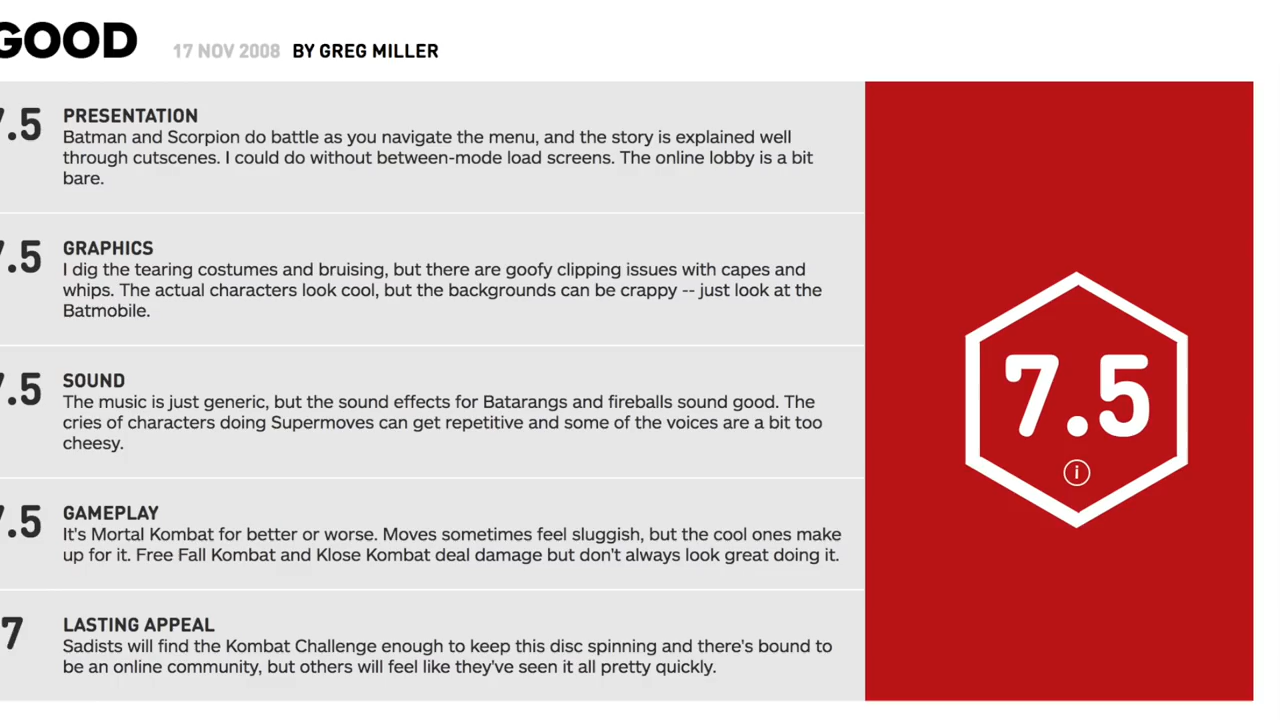 GOOD
17 NOV 2008 BY GREG MILLER
7.5 PRESENTATION
Batman and Scorpion do battle as you navigate the menu, and the story is explained well
through cutscenes. I could do without between-mode load screens. The online lobby is a bit
bare.
7.5 GRAPHICS
I dig the tearing costumes and bruising, but there are goofy clipping issues with capes and
whips. The actual characters look cool, but the backgrounds can be crappy -- just look at the
Batmobile.
7.5 SOUND
The music is just generic, but the sound effects for Batarangs and fireballs sound good. The
cries of characters doing Supermoves can get repetitive and some of the voices are a bit too
cheesy.
7.5 GAMEPLAY
It's Mortal Kombat for better or worse. Moves sometimes feel sluggish, but the cool ones make
up for it. Free Fall Kombat and Klose Kombat deal damage but don't always look great doing it.
7 LASTING APPEAL
Sadists will find the Kombat Challenge enough to keep this disc spinning and there's bound to
be an online community, but others will feel like they've seen it all pretty quickly.
7.5
i